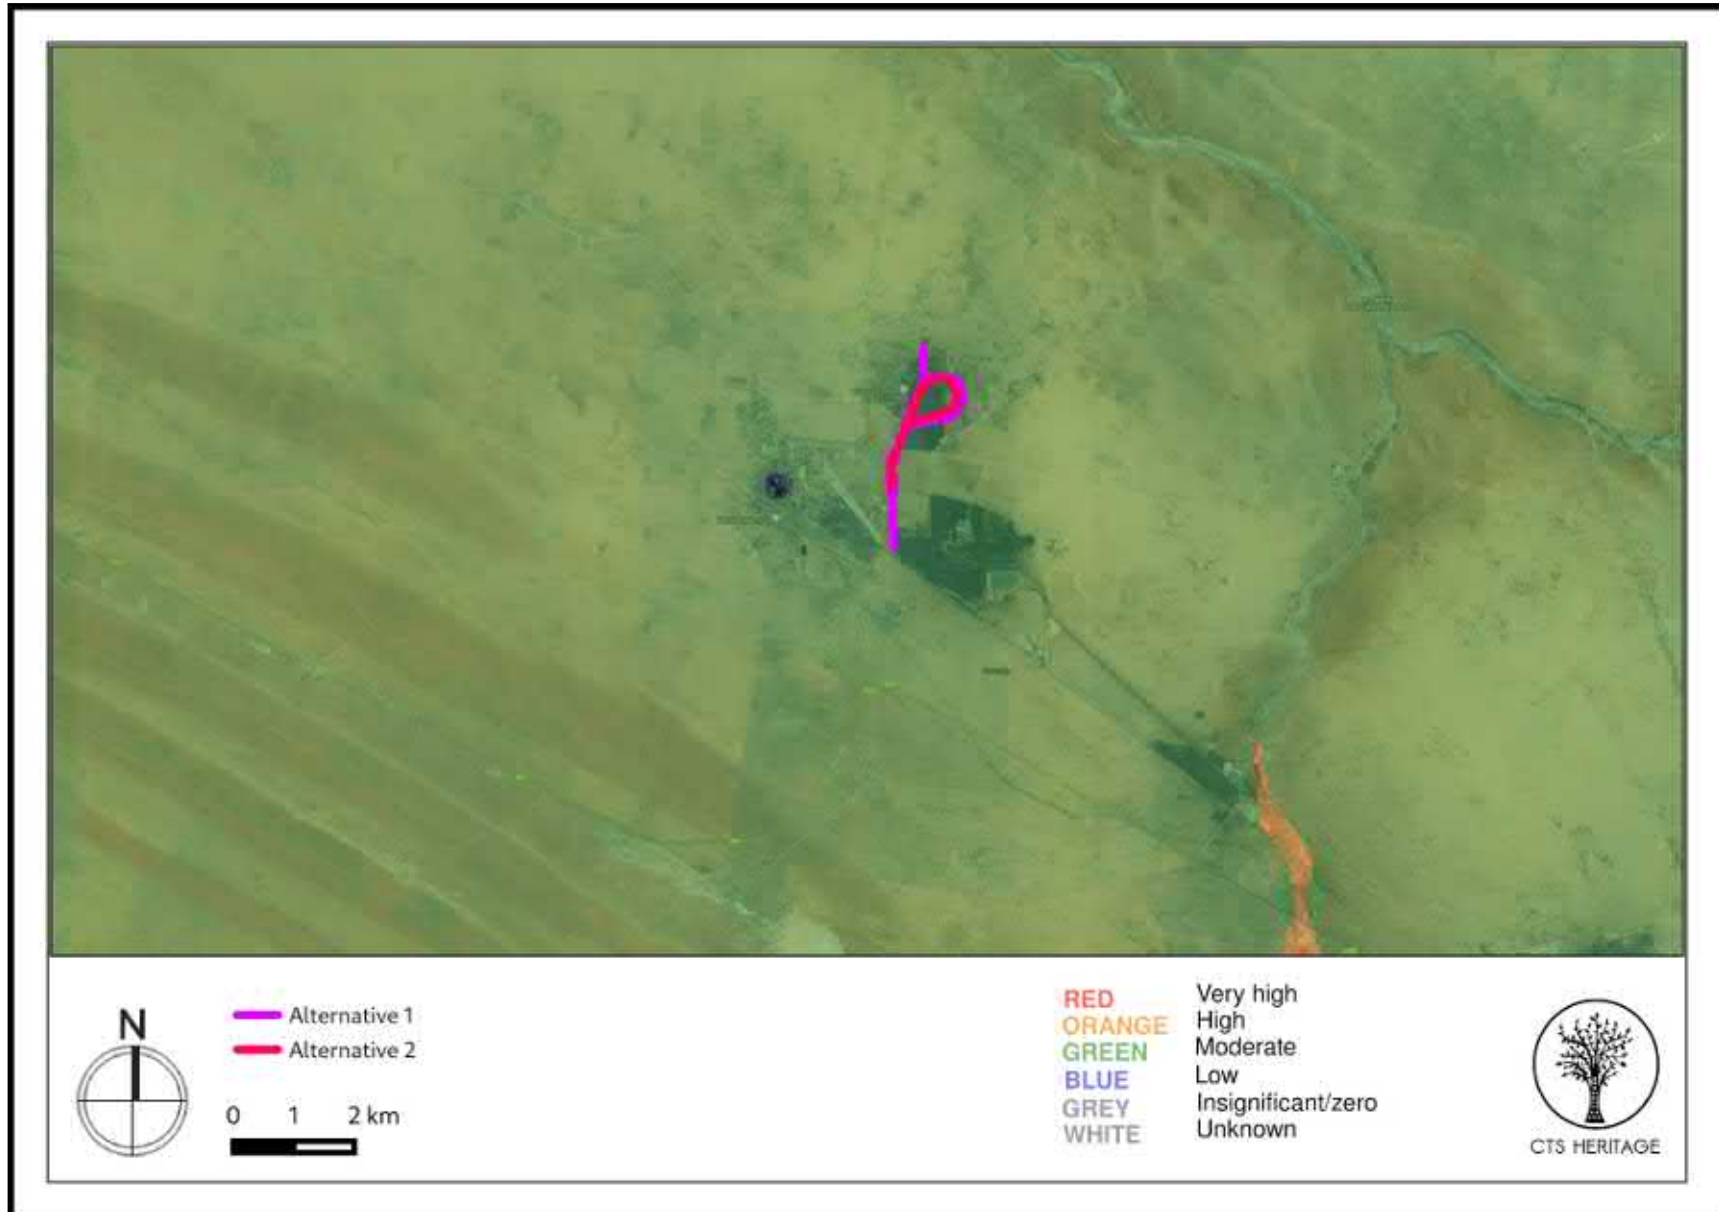 N
Alternative 1
Alternative 2
0 1 2 km
RED Very high
ORANGE High
GREEN Moderate
BLUE Low
GREY Insignificant/zero
WHITE Unknown
CTS HERITAGE